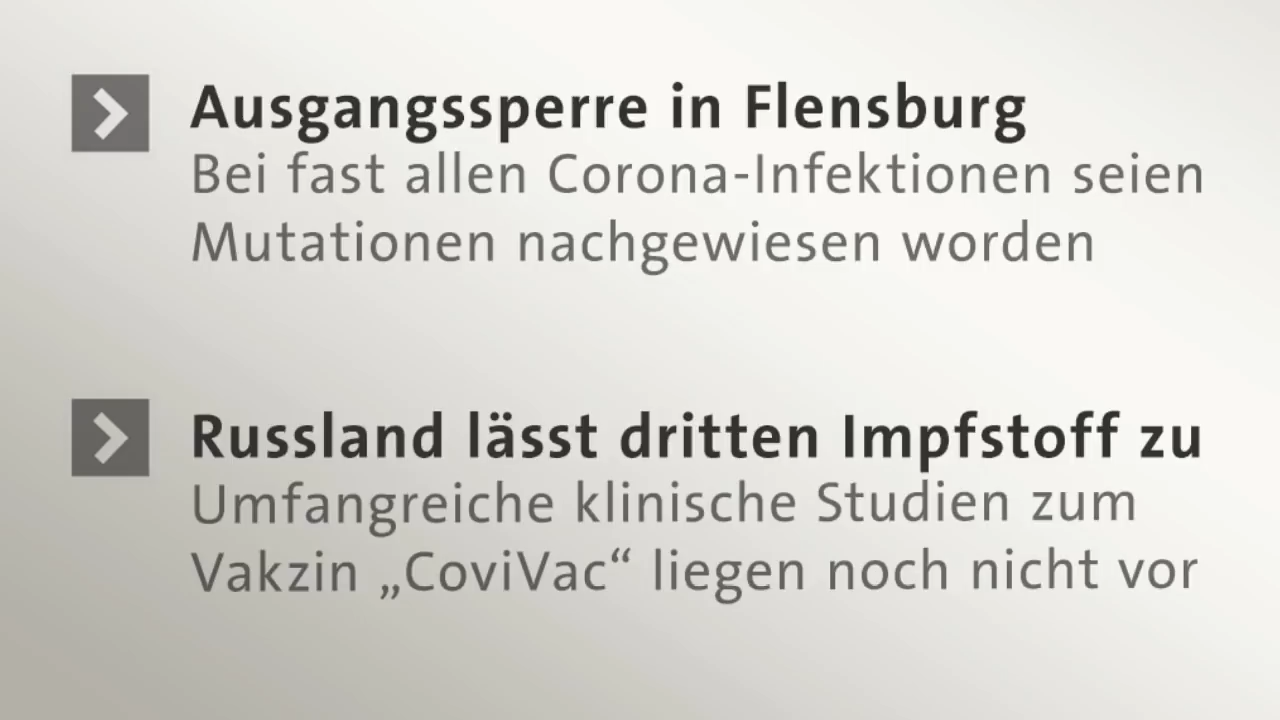 Ausgangssperre in Flensburg
Bei fast allen Corona-Infektionen seien
Mutationen nachgewiesen worden
Russland lässt dritten Impfstoff zu
Umfangreiche klinische Studien zum
Vakzin „CoviVac“ liegen noch nicht vor